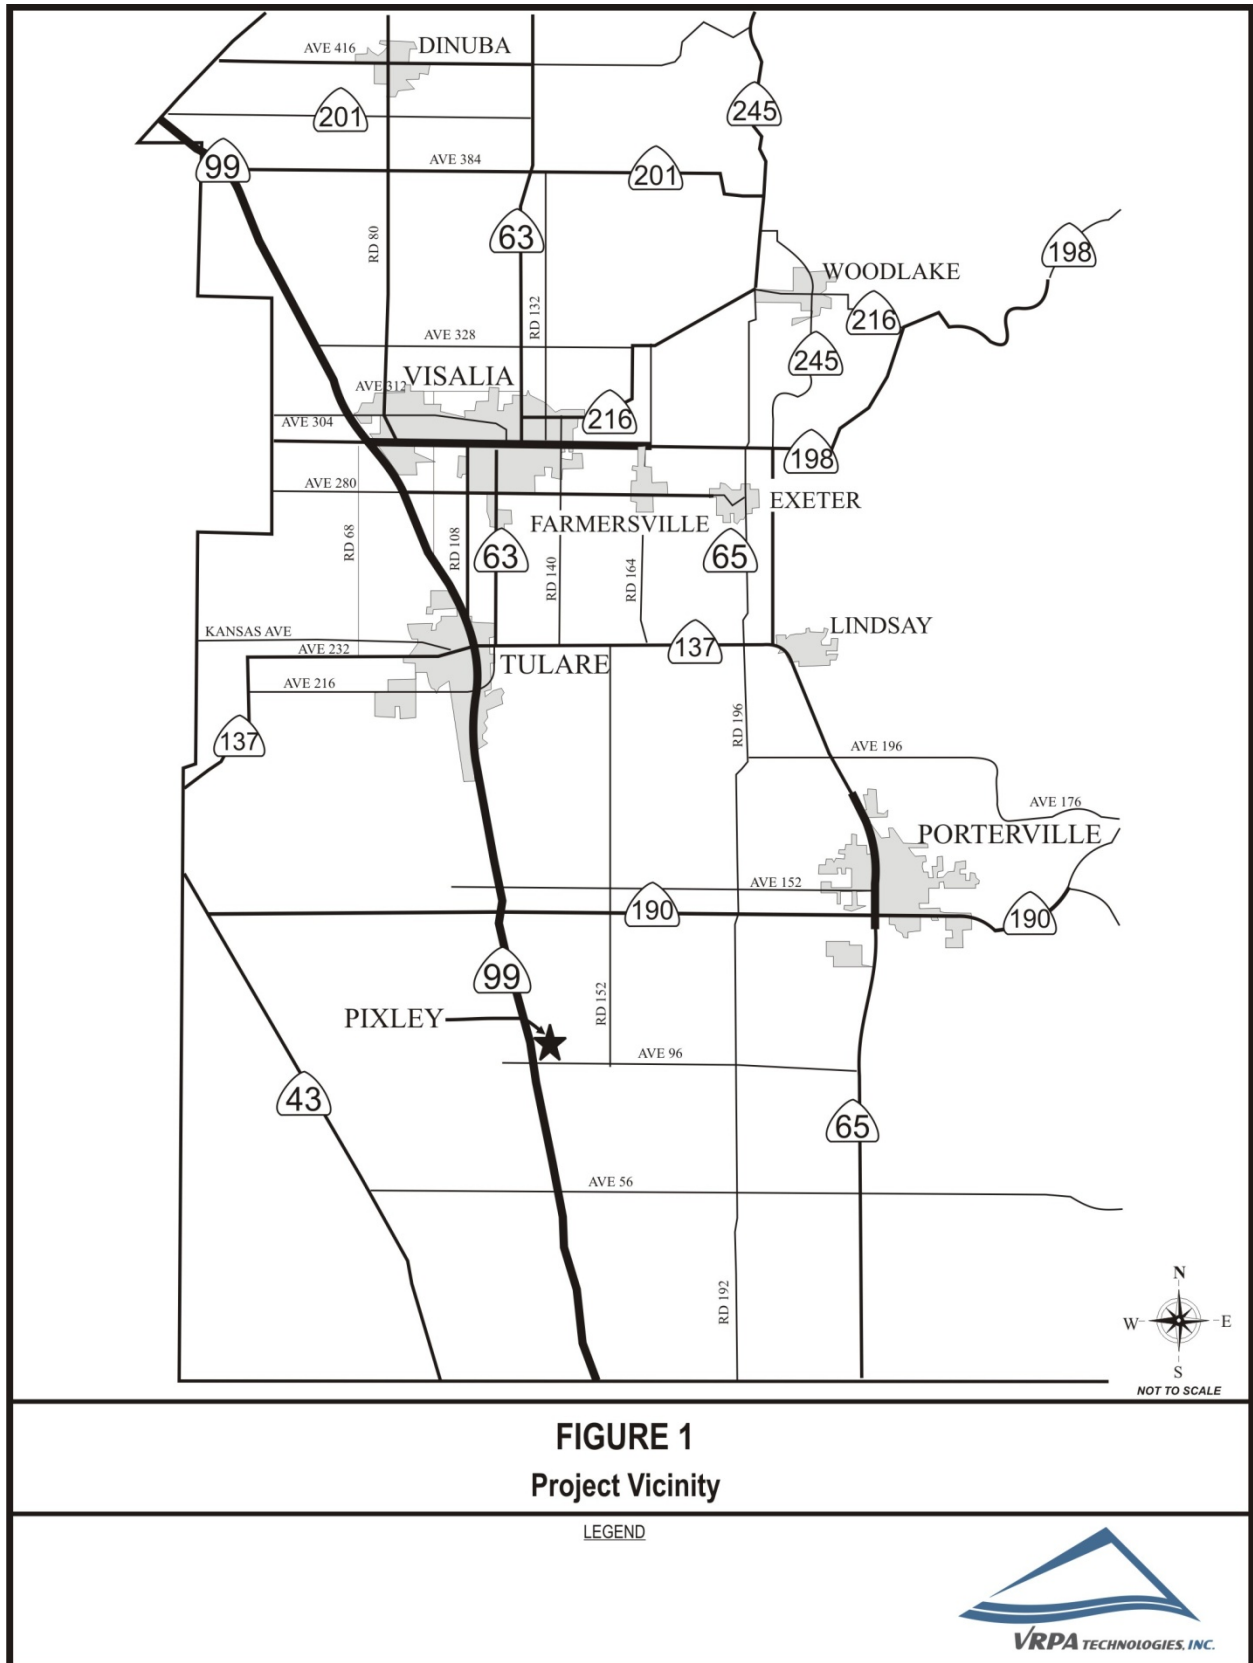 AVE 416
DINUBA
201
245
99
AVE 384
201
63
RD 80
198
WOODLAKE
RD 132
216
AVE 328
245
VISALIA
AVE 312
216
AVE 304
198
AVE 280
EXETER
FARMERSVILLE
RD 68
RD 108
63
RD 140
RD 164
65
KANSAS AVE
LINDSAY
AVE 232
137
TULARE
AVE 216
137
RD 196
AVE 196
AVE 176
PORTERVILLE
AVE 152
190
190
99
RD 152
PIXLEY
AVE 96
43
65
AVE 56
RD 192
N
W
E
S
NOT TO SCALE
FIGURE 1
Project Vicinity
LEGEND
VRPA TECHNOLOGIES, INC.